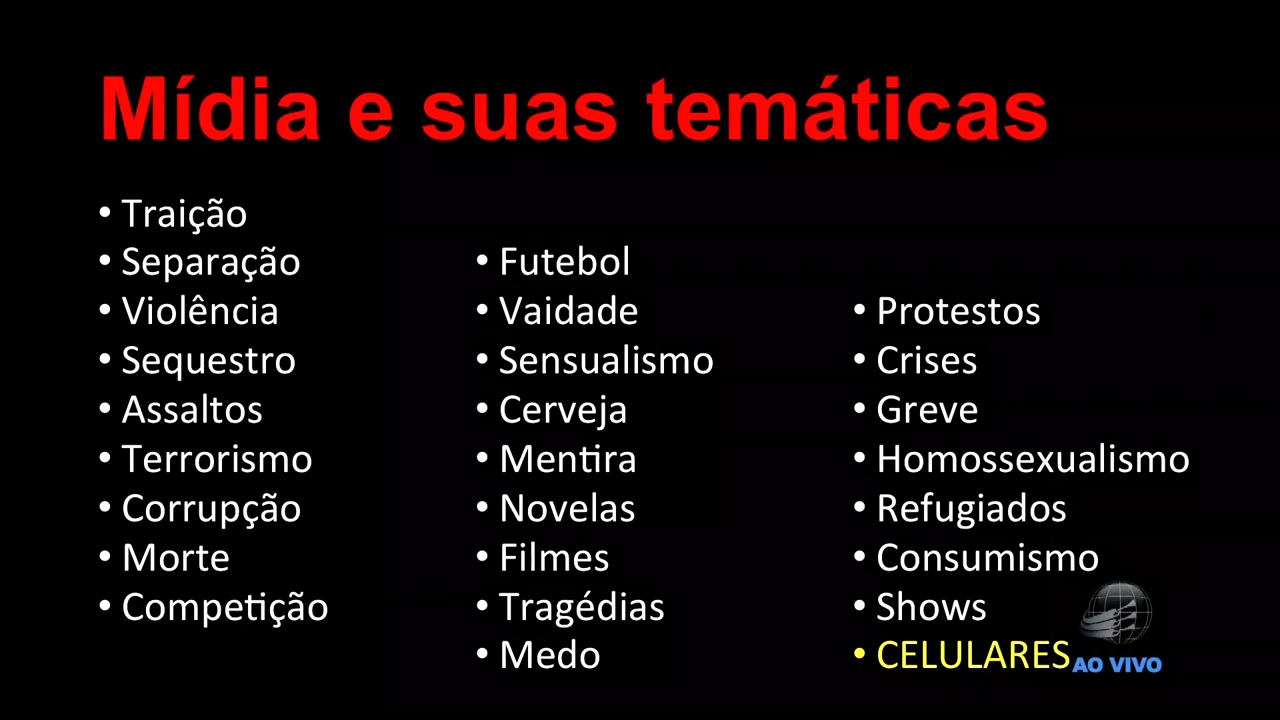 Mídia e suas temáticas
• Traição
• Separação
• Violência
• Sequestro
• Assaltos
• Terrorismo
• Corrupção
• Morte
• Competição
• Futebol
• Vaidade
• Sensualismo
• Cerveja
• Mentira
• Novelas
• Filmes
• Tragédias
• Medo
• Protestos
• Crises
• Greve
• Homossexualismo
• Refugiados
• Consumismo
• Shows
• CELULARES
AO VIVO